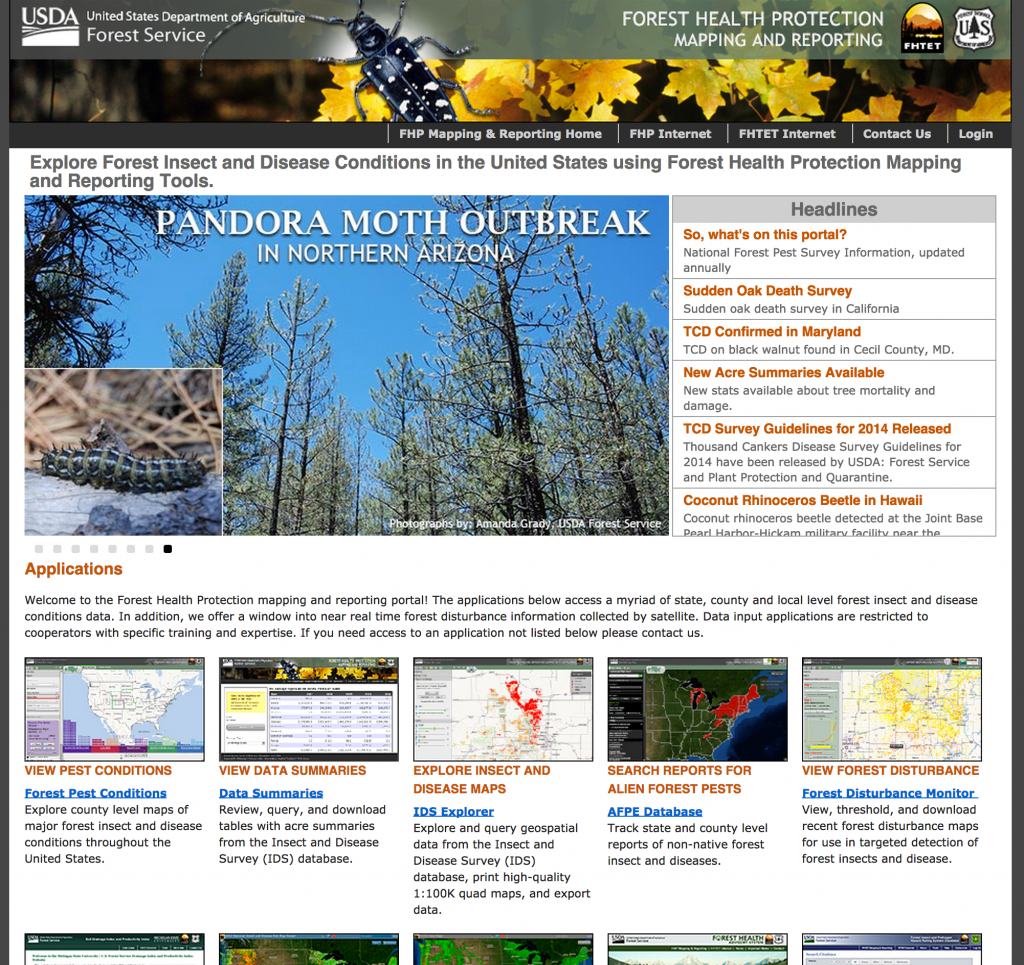 USDA
United States Department of Agriculture
Forest Service
FOREST HEALTH PROTECTION
MAPPING AND REPORTING
FHTET
FOREST SERVICE
U S
FHP Mapping & Reporting Home
FHP Internet
FHTET Internet
Contact Us
Login
Explore Forest Insect and Disease Conditions in the United States using Forest Health Protection Mapping
and Reporting Tools.
PANDORA MOTH OUTBREAK
IN NORTHERN ARIZONA
Photographs by: Amanda Grady, USDA Forest Service
Headlines
So, what's on this portal?
National Forest Pest Survey Information, updated
annually
Sudden Oak Death Survey
Sudden oak death survey in California
TCD Confirmed in Maryland
TCD on black walnut found in Cecil County, MD.
New Acre Summaries Available
New stats available about tree mortality and
damage.
TCD Survey Guidelines for 2014 Released
Thousand Cankers Disease Survey Guidelines for
2014 have been released by USDA: Forest Service
and Plant Protection and Quarantine.
Coconut Rhinoceros Beetle in Hawaii
Coconut rhinoceros beetle detected at the Joint Base
Pearl Harbor-Hickam military facility near the
Applications
Welcome to the Forest Health Protection mapping and reporting portal! The applications below access a myriad of state, county and local level forest insect and disease
conditions data. In addition, we offer a window into near real time forest disturbance information collected by satellite. Data input applications are restricted to
cooperators with specific training and expertise. If you need access to an application not listed below please contact us.
VIEW PEST CONDITIONS
Forest Pest Conditions
Explore county level maps of
major forest insect and disease
conditions throughout the
United States.
VIEW DATA SUMMARIES
Data Summaries
Review, query, and download
tables with acre summaries
from the Insect and Disease
Survey (IDS) database.
EXPLORE INSECT AND
DISEASE MAPS
IDS Explorer
Explore and query geospatial
data from the Insect and
Disease Survey (IDS)
database, print high-quality
1:100K quad maps, and export
data.
SEARCH REPORTS FOR
ALIEN FOREST PESTS
AFPE Database
Track state and county level
reports of non-native forest
insect and diseases.
VIEW FOREST DISTURBANCE
Forest Disturbance Monitor
View, threshold, and download
recent forest disturbance maps
for use in targeted detection of
forest insects and disease.